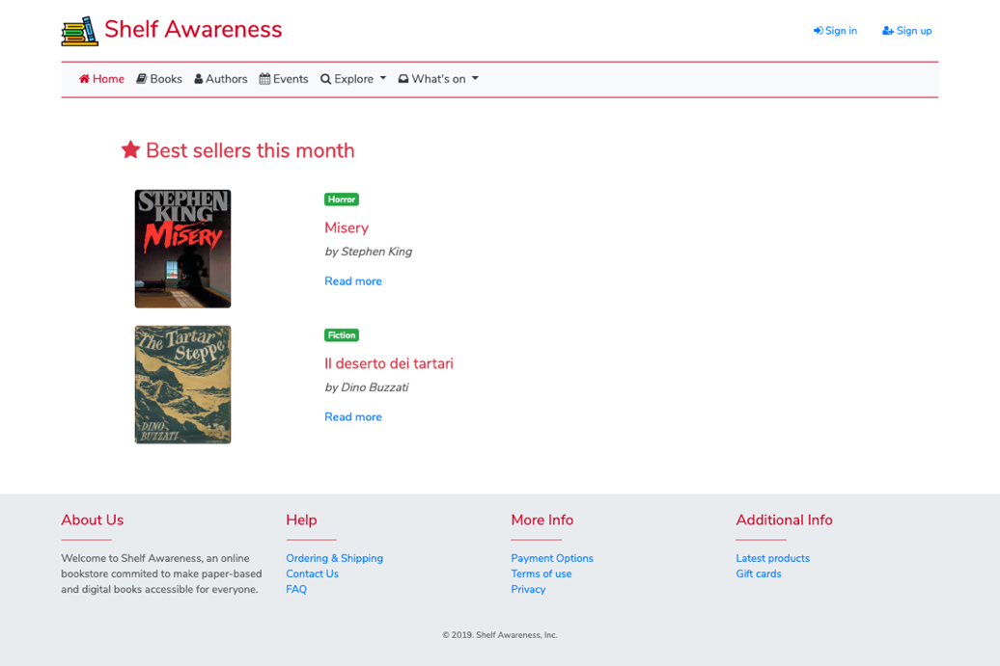 Shelf Awareness
Sign in Sign up
Home Books Authors Events Explore What's on
Best sellers this month
STEPHEN
KING
MISERY
Horror
Misery
by Stephen King
Read more
The Tartar
Steppe
DINO
BUZZATI
Fiction
Il deserto dei tartari
by Dino Buzzati
Read more
About Us
Welcome to Shelf Awareness, an online
bookstore commited to make paper-based
and digital books accessible for everyone.
Help
Ordering & Shipping
Contact Us
FAQ
More Info
Payment Options
Terms of use
Privacy
Additional Info
Latest products
Gift cards
© 2019. Shelf Awareness, Inc.